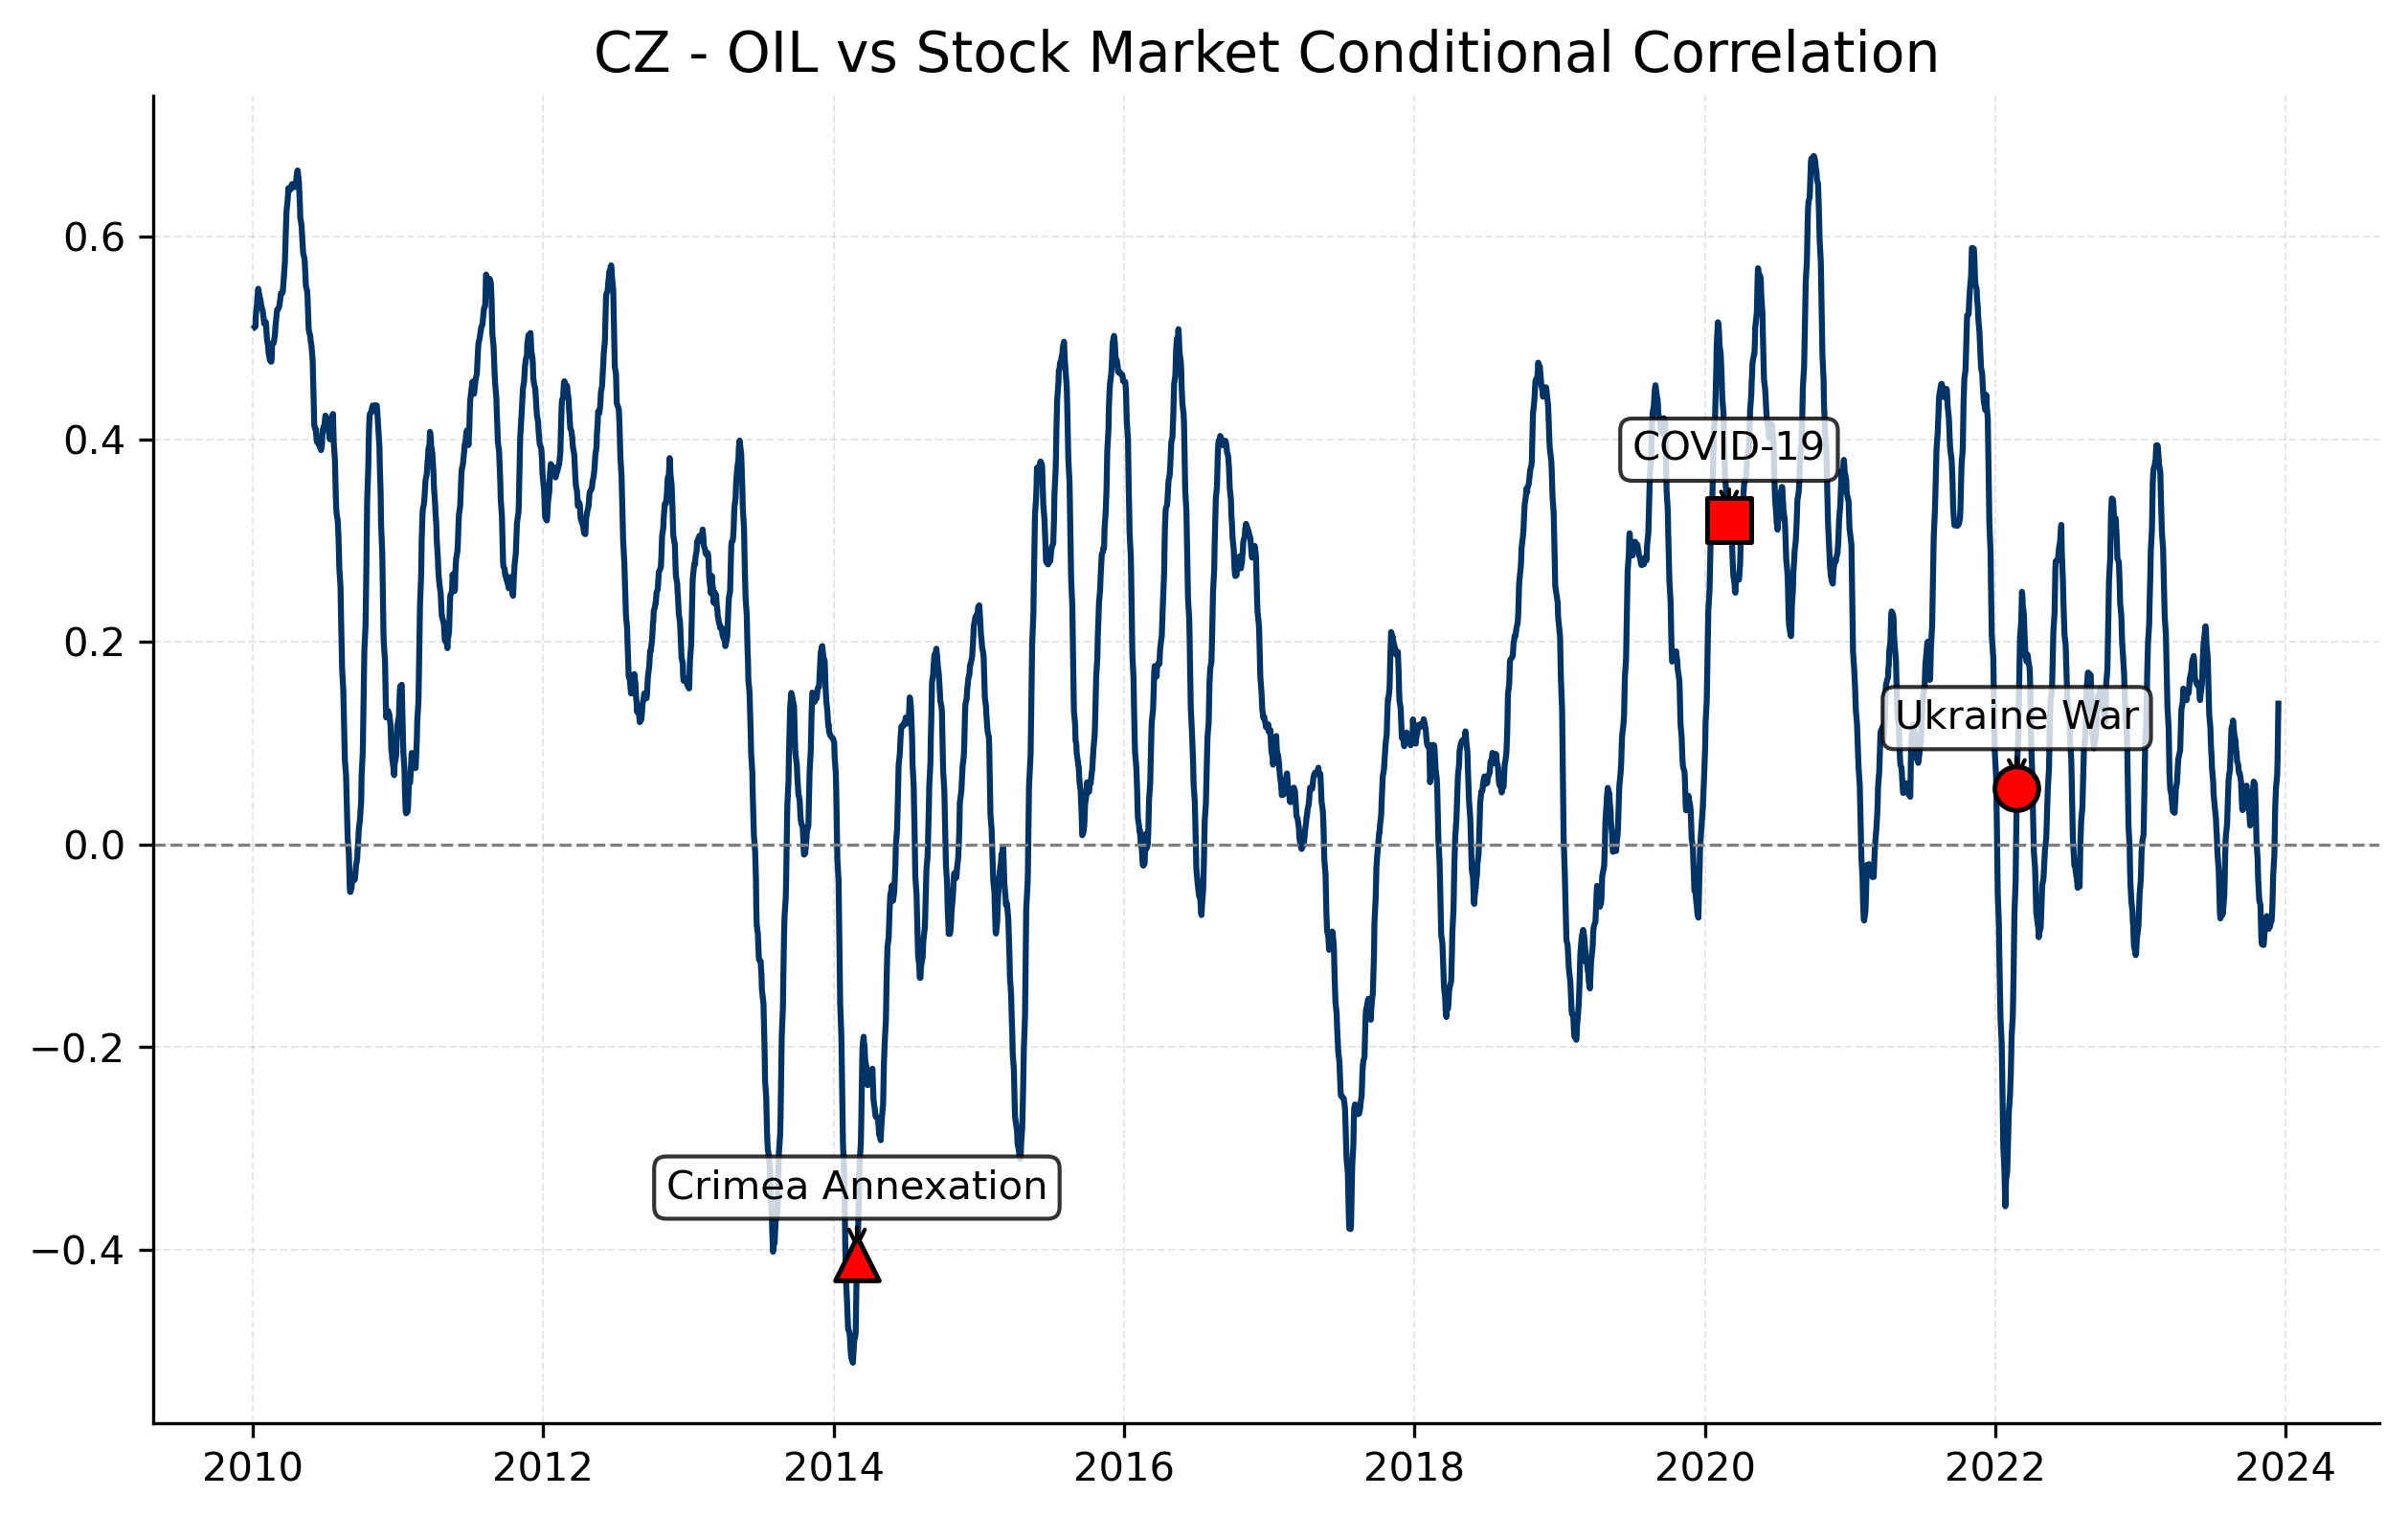 CZ - OIL vs Stock Market Conditional Correlation
0.6
0.4
0.2
0.0
−0.2
−0.4
COVID-19
Ukraine War
Crimea Annexation
2010 2012 2014 2016 2018 2020 2022 2024